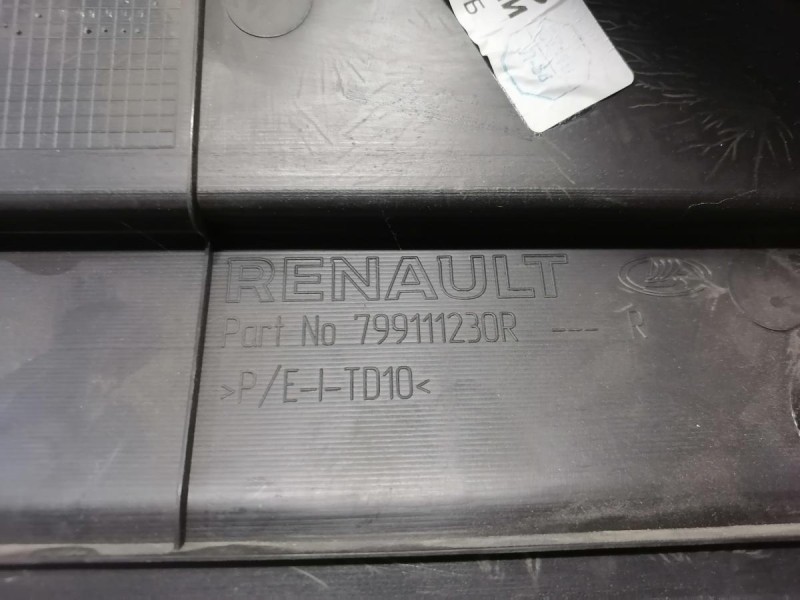 RENAULT
Part No 799111230R --- R
>P/E-I-TD10<